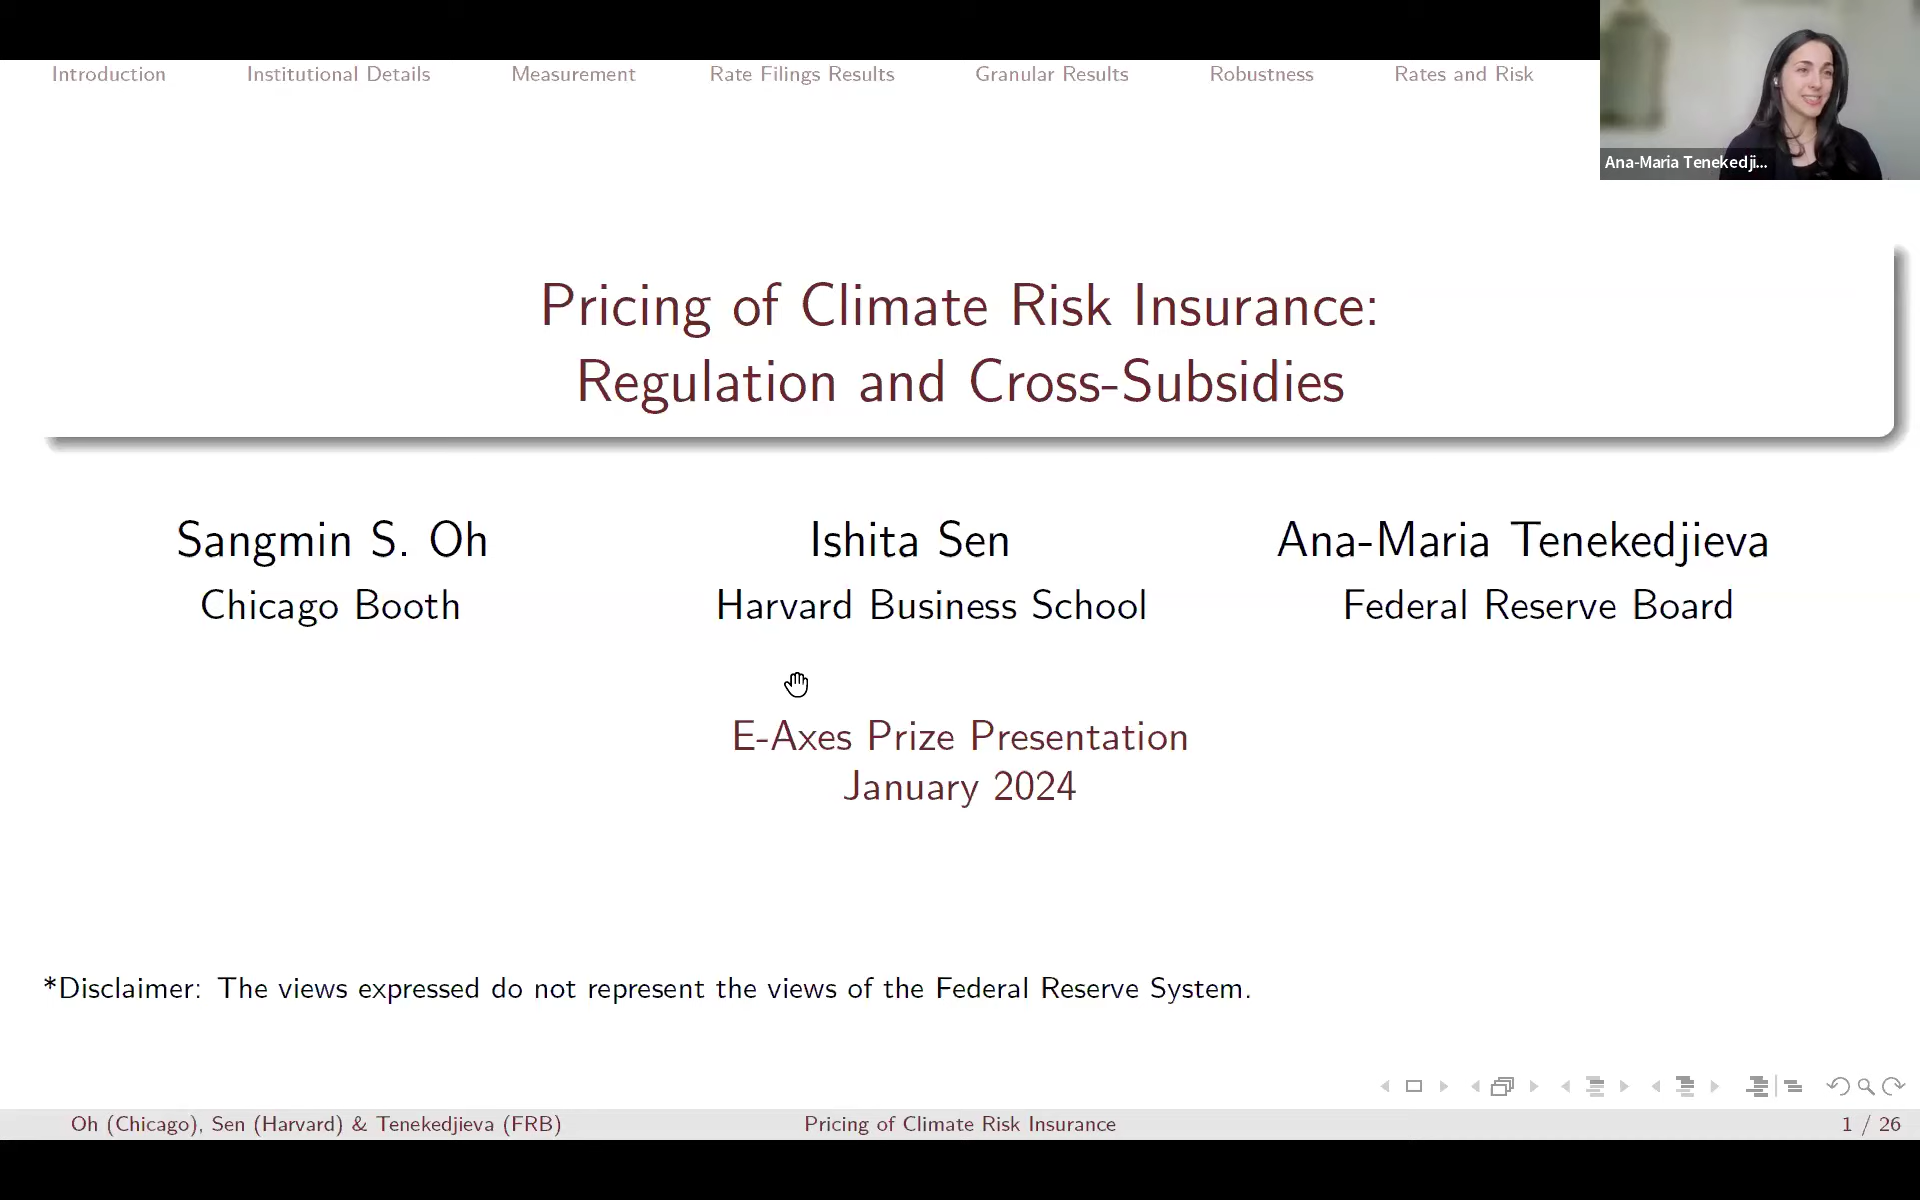 Introduction Institutional Details Measurement Rate Filings Results Granular Results Robustness Rates and Risk
Ana-Maria Tenekedji...
Pricing of Climate Risk Insurance:
Regulation and Cross-Subsidies
Sangmin S. Oh Ishita Sen Ana-Maria Tenekedjieva
Chicago Booth Harvard Business School Federal Reserve Board
E-Axes Prize Presentation
January 2024
*Disclaimer: The views expressed do not represent the views of the Federal Reserve System.
Oh (Chicago), Sen (Harvard) & Tenekedjieva (FRB) Pricing of Climate Risk Insurance 1 / 26